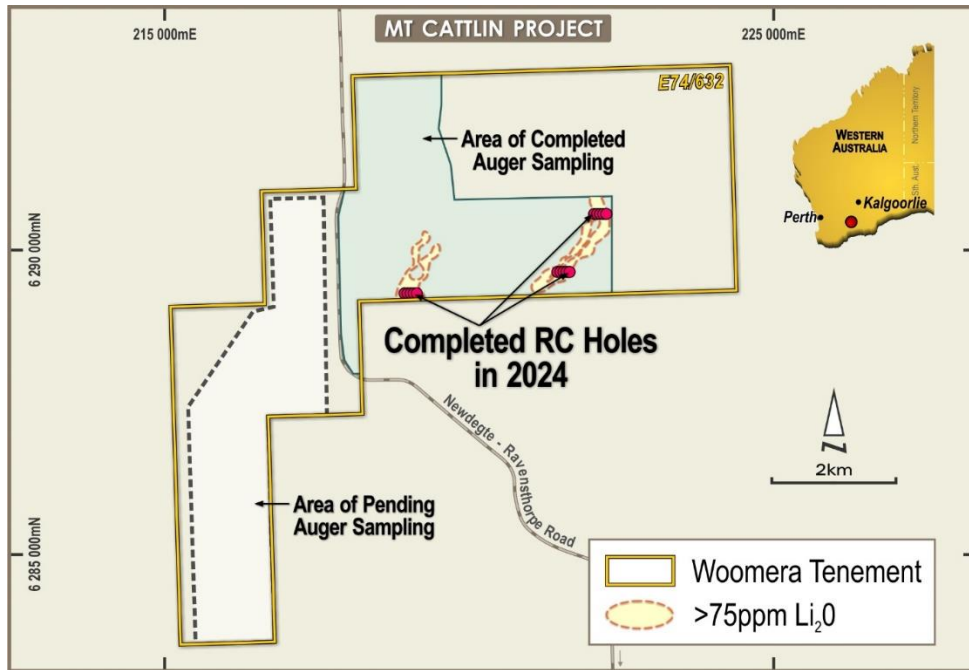 MT CATTLIN PROJECT
215 000mE
225 000mE
E74/632
Area of Completed
Auger Sampling
WESTERN
AUSTRALIA
Northern Territory
Sth. Aust.
Kalgoorlie
Perth
6 290 000mN
Completed RC Holes
in 2024
Newdegte - Ravensthorpe Road
N
2km
Area of Pending
Auger Sampling
6 285 000mN
Woomera Tenement
>75ppm Li₂0